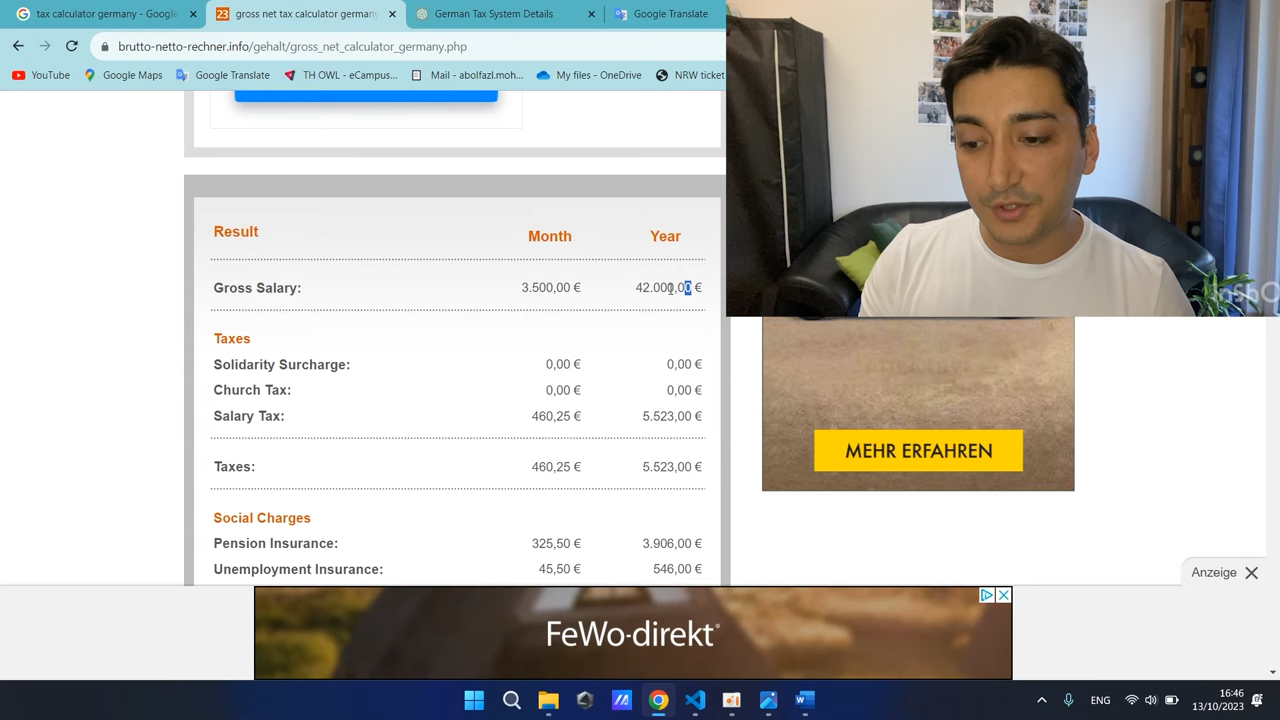 tax calculator germany - Google
gross net tax calculator german
German Tax System Details
Google Translate
brutto-netto-rechner.info/gehalt/gross_net_calculator_germany.php
YouTube
Google Maps
Google Translate
TH OWL - eCampus...
Mail - abolfazl.moh...
My files - OneDrive
NRW ticket
Result Month Year
Gross Salary: 3.500,00 € 42.000,00 €
Taxes
Solidarity Surcharge: 0,00 € 0,00 €
Church Tax: 0,00 € 0,00 €
Salary Tax: 460,25 € 5.523,00 €
Taxes: 460,25 € 5.523,00 €
Social Charges
Pension Insurance: 325,50 € 3.906,00 €
Unemployment Insurance: 45,50 € 546,00 €
MEHR ERFAHREN
Anzeige
FeWo-direkt®
ENG
16:46
13/10/2023